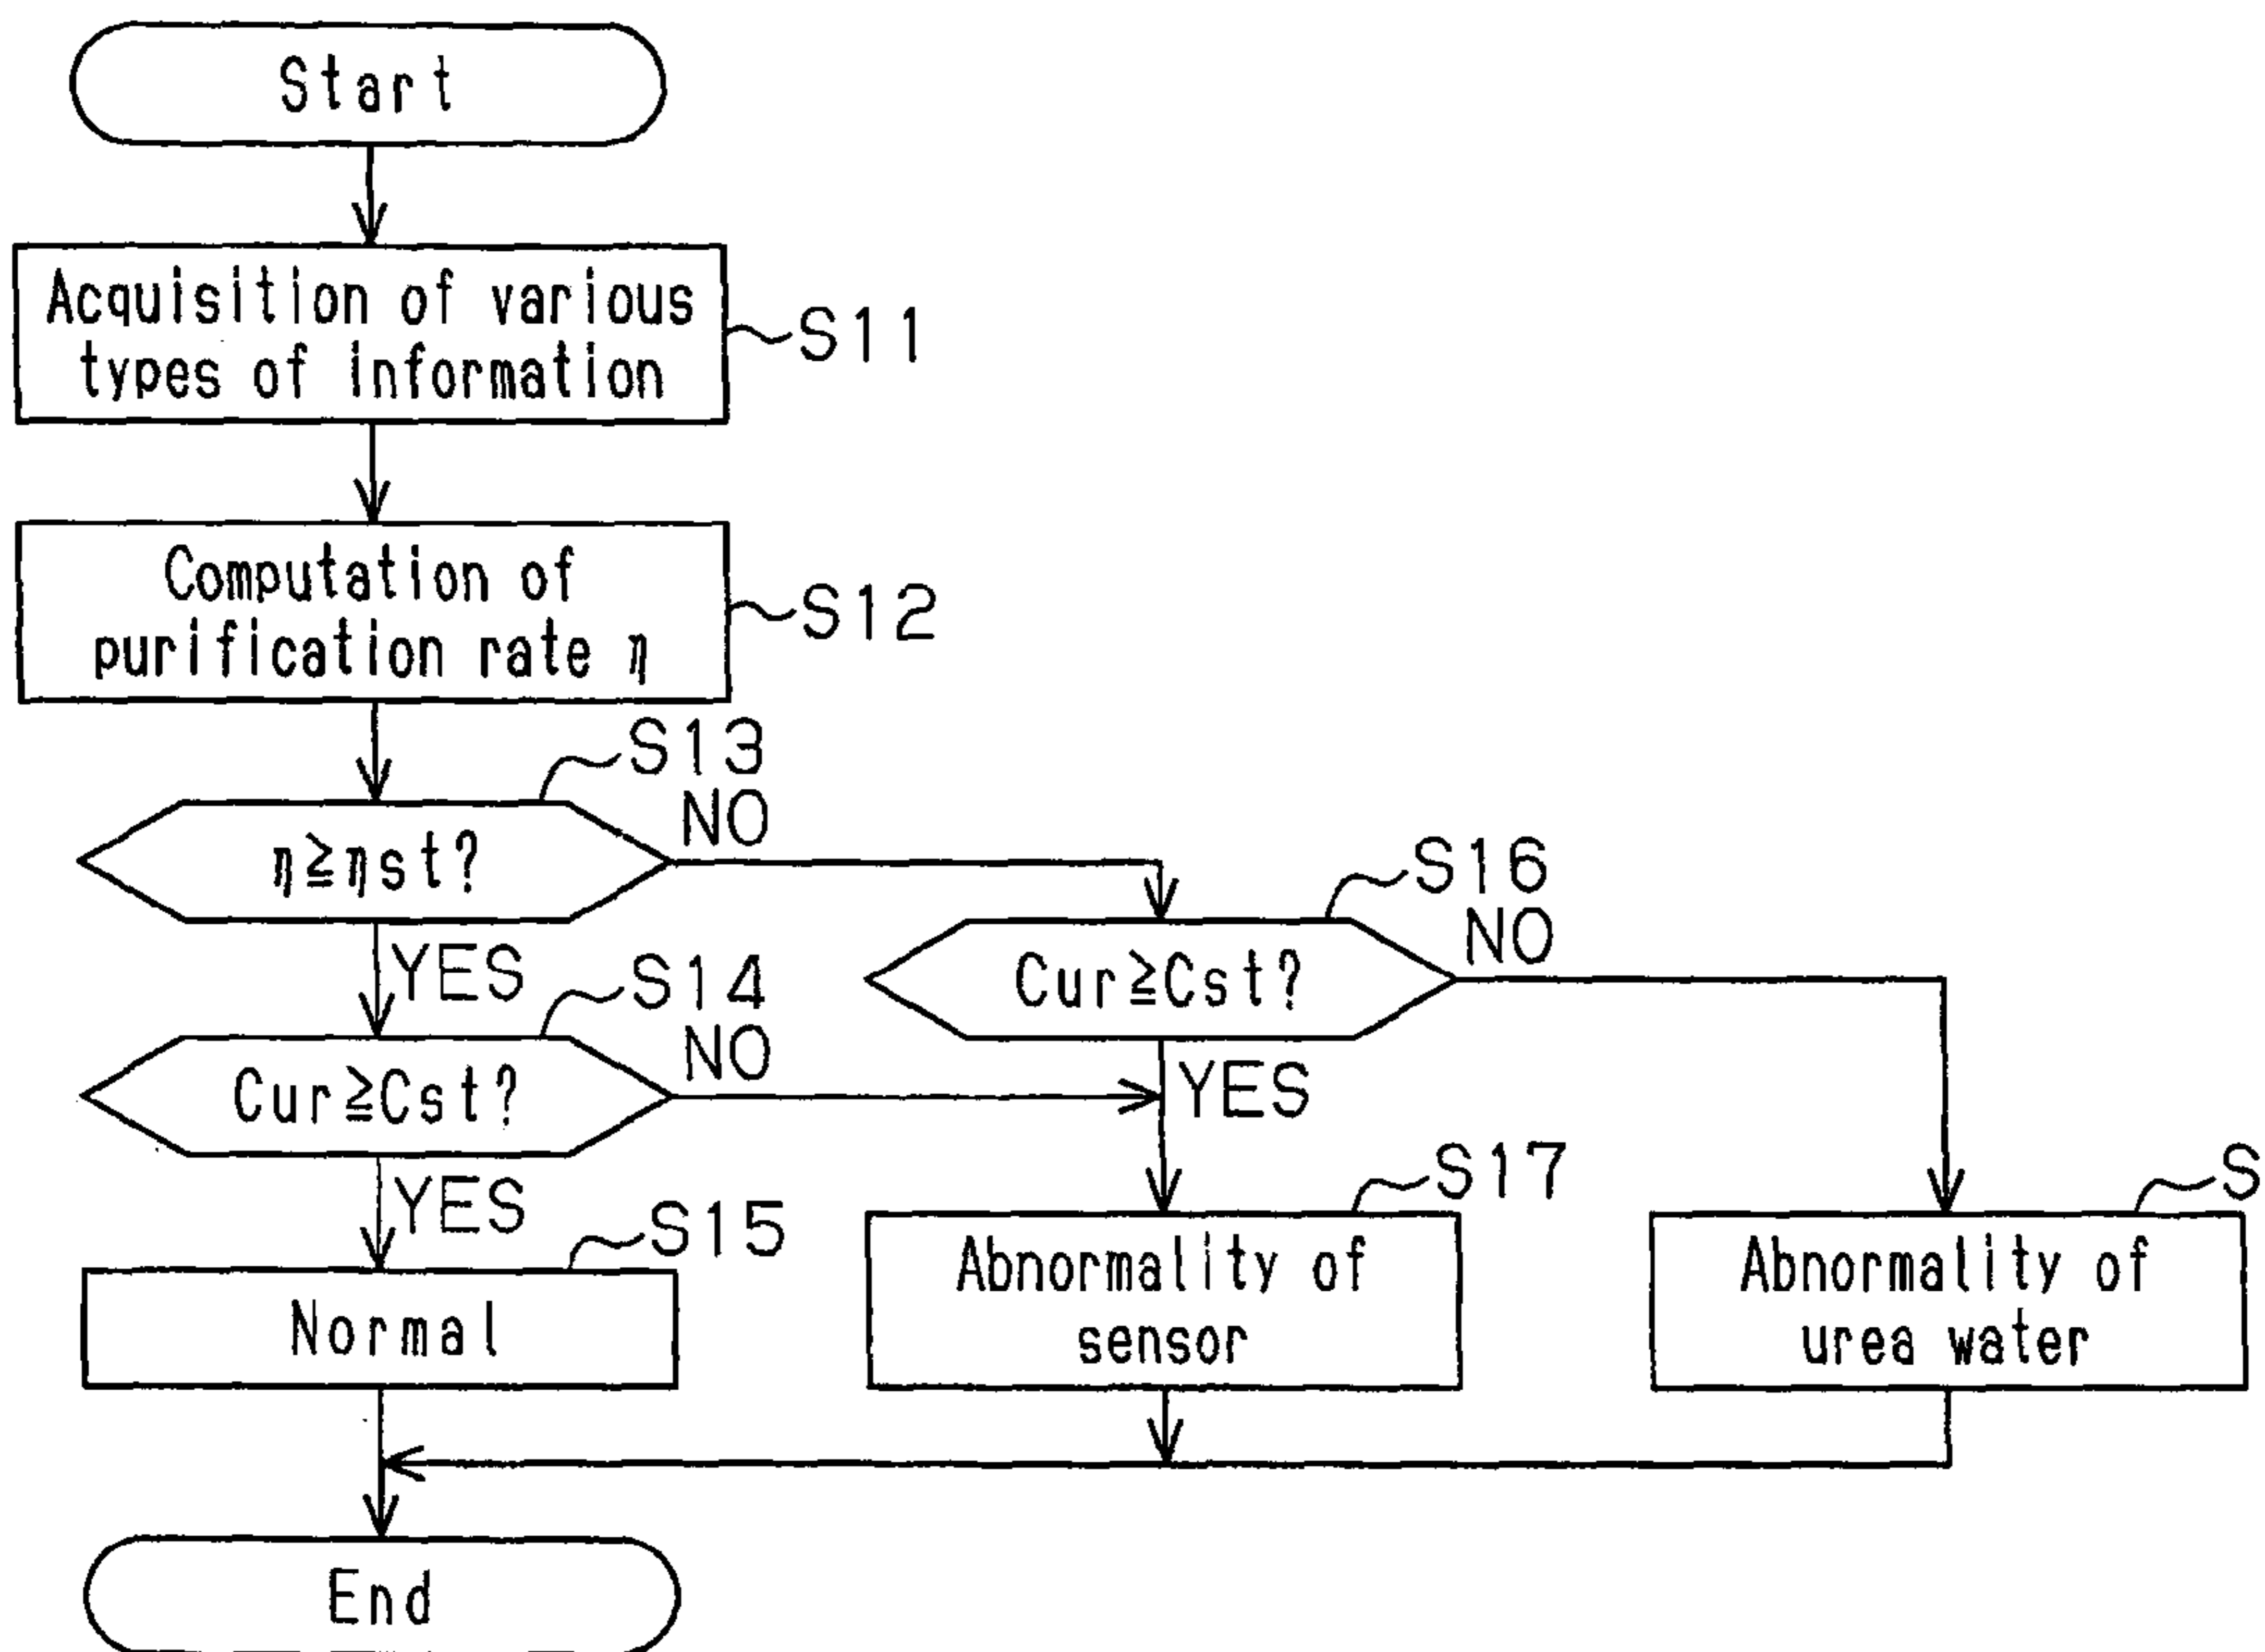 Start
Acquisition of various
types of information
S11
Computation of
purification rate η
S12
S13
η≧ηst?
NO
YES
S16
Cur≧Cst?
NO
YES
S14
Cur≧Cst?
NO
YES
S15
Normal
S17
Abnormality of
sensor
S
Abnormality of
urea water
End